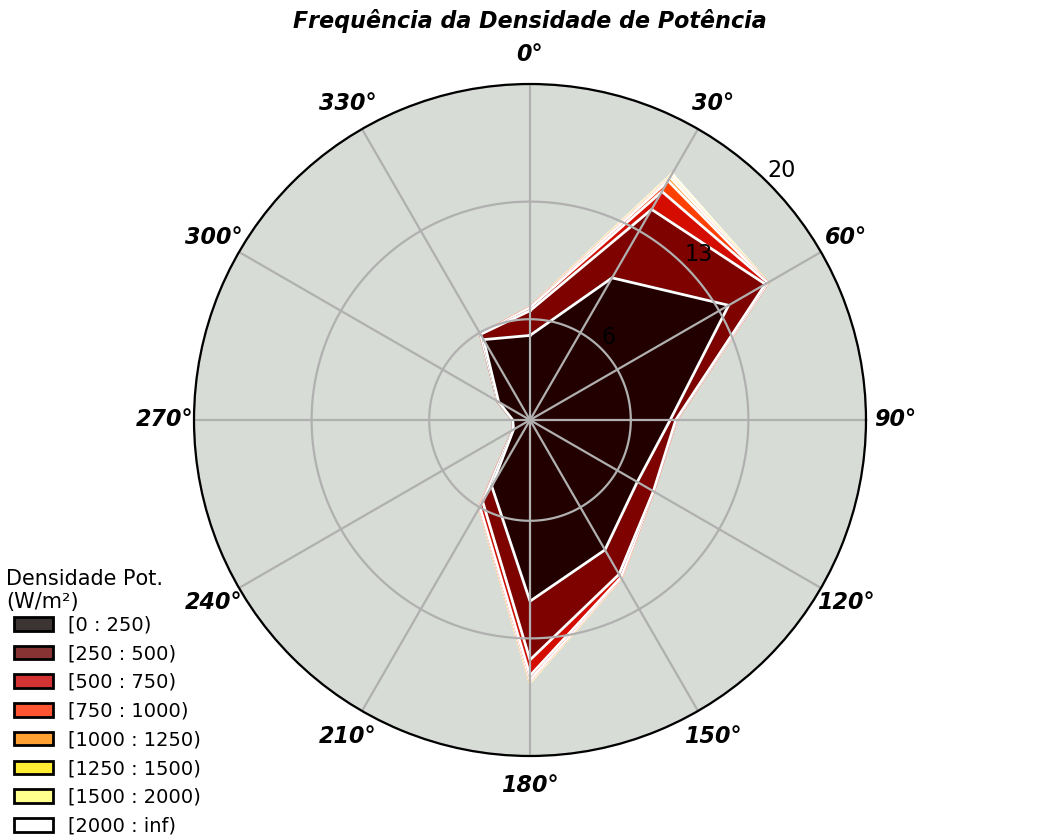 Frequência da Densidade de Potência
0°
330°
30°
20
300°
60°
13
6
270°
90°
240°
120°
210°
150°
180°
Densidade Pot.
(W/m²)
[0 : 250)
[250 : 500)
[500 : 750)
[750 : 1000)
[1000 : 1250)
[1250 : 1500)
[1500 : 2000)
[2000 : inf)